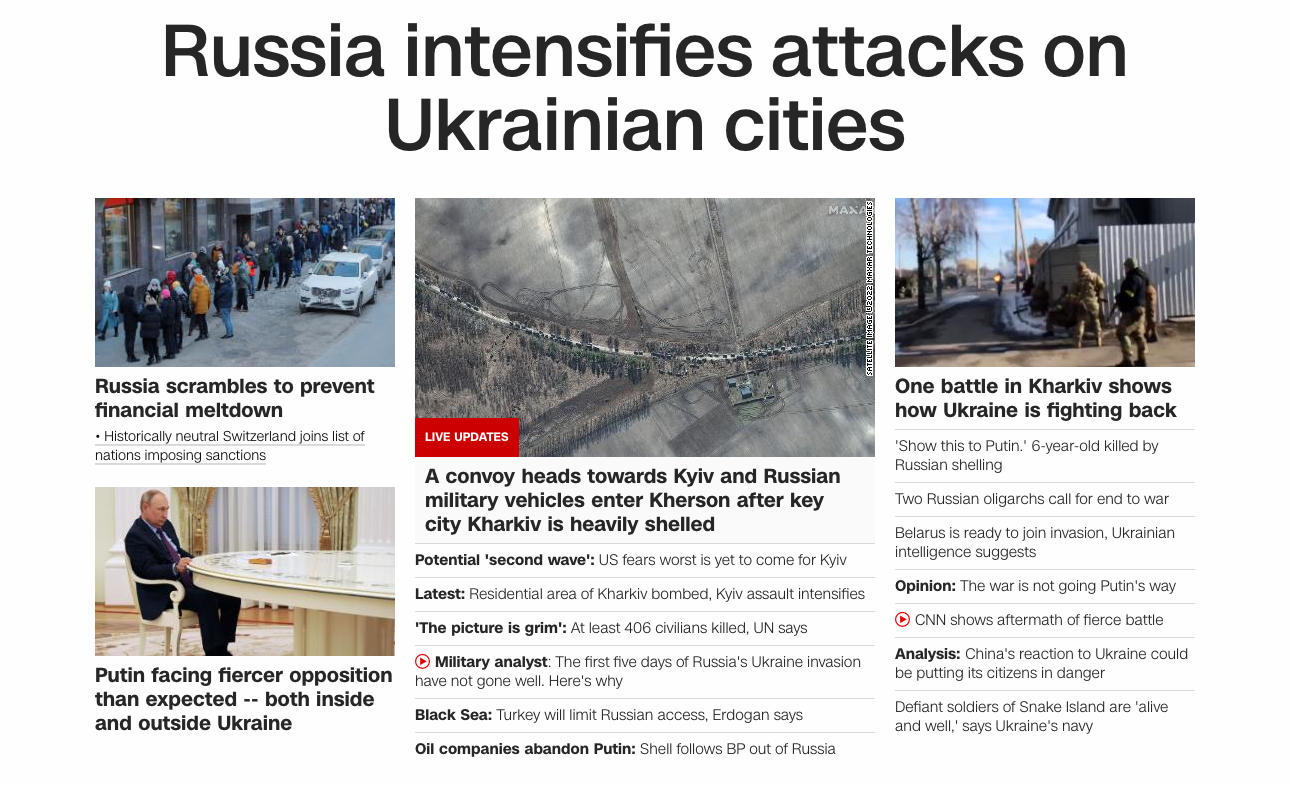 Russia intensifies attacks on
Ukrainian cities
Russia scrambles to prevent
financial meltdown
• Historically neutral Switzerland joins list of
nations imposing sanctions
Putin facing fiercer opposition
than expected -- both inside
and outside Ukraine
MAXAR
SATELLITE IMAGE ©2022 MAXAR TECHNOLOGIES
LIVE UPDATES
A convoy heads towards Kyiv and Russian
military vehicles enter Kherson after key
city Kharkiv is heavily shelled
Potential 'second wave': US fears worst is yet to come for Kyiv
Latest: Residential area of Kharkiv bombed, Kyiv assault intensifies
'The picture is grim': At least 406 civilians killed, UN says
Military analyst: The first five days of Russia's Ukraine invasion
have not gone well. Here's why
Black Sea: Turkey will limit Russian access, Erdogan says
Oil companies abandon Putin: Shell follows BP out of Russia
One battle in Kharkiv shows
how Ukraine is fighting back
'Show this to Putin.' 6-year-old killed by
Russian shelling
Two Russian oligarchs call for end to war
Belarus is ready to join invasion, Ukrainian
intelligence suggests
Opinion: The war is not going Putin's way
CNN shows aftermath of fierce battle
Analysis: China's reaction to Ukraine could
be putting its citizens in danger
Defiant soldiers of Snake Island are 'alive
and well,' says Ukraine's navy